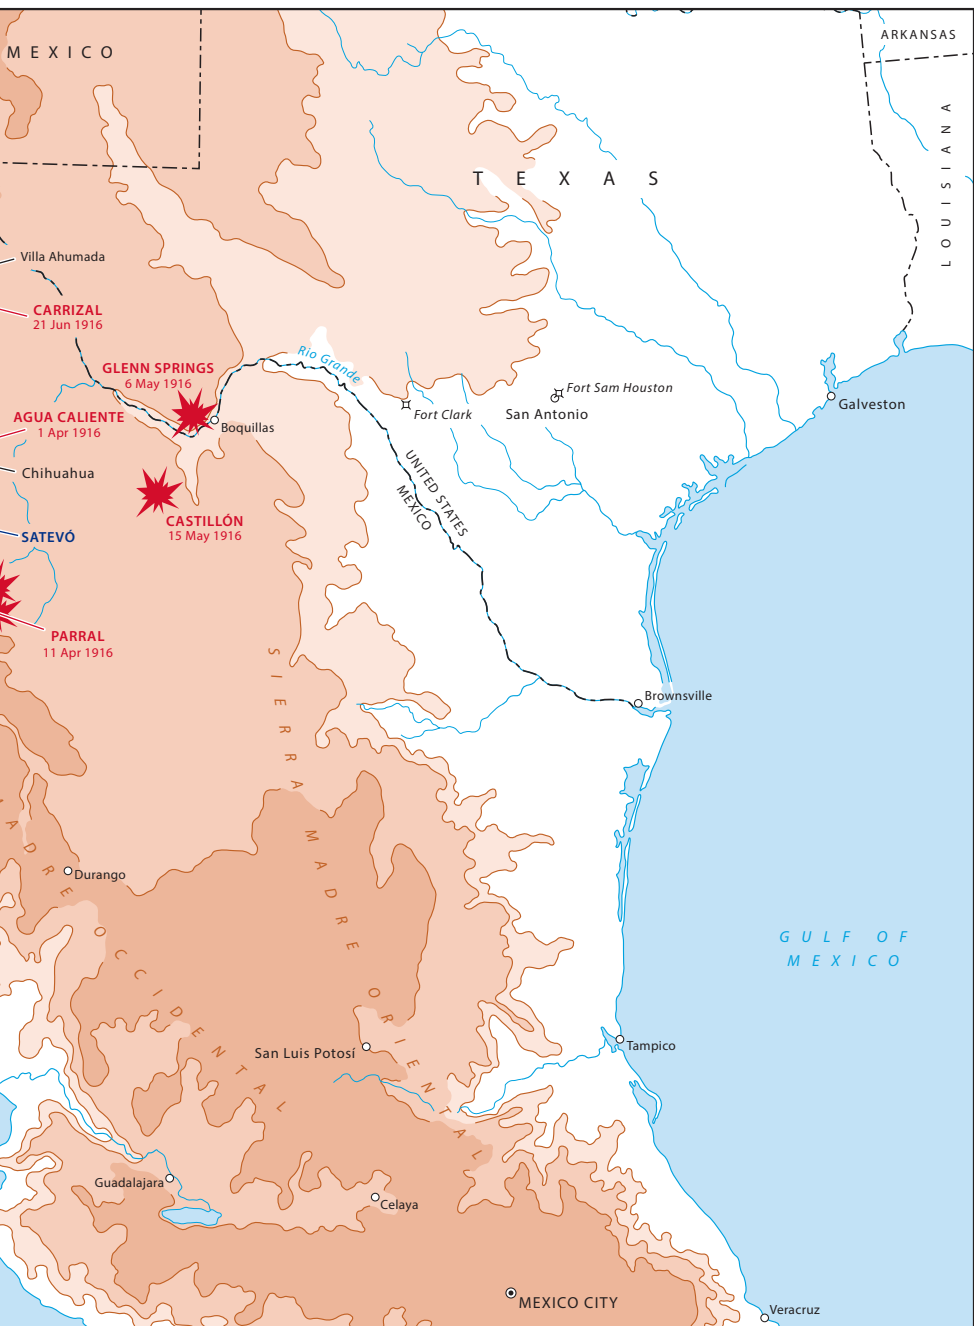 ARKANSAS
MEXICO
LOUISIANA
TEXAS
Villa Ahumada
CARRIZAL
21 Jun 1916
Rio Grande
GLENN SPRINGS
6 May 1916
Fort Sam Houston
Galveston
AGUA CALIENTE
1 Apr 1916
Fort Clark
San Antonio
Boquillas
Chihuahua
UNITED STATES
MEXICO
CASTILLÓN
15 May 1916
SATEVÓ
PARRAL
11 Apr 1916
Brownsville
SIERRA MADRE ORIENTAL
ADRE OCCIDENTAL
Durango
GULF OF
MEXICO
Tampico
San Luis Potosí
Guadalajara
Celaya
MEXICO CITY
Veracruz